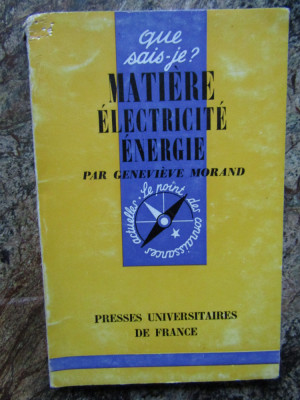 que
sais-je?
MATIÈRE
ÉLECTRICITÉ
ÉNERGIE
PAR GENEVIÈVE MORAND
Le point des connaissances actuelles
PRESSES UNIVERSITAIRES
DE FRANCE